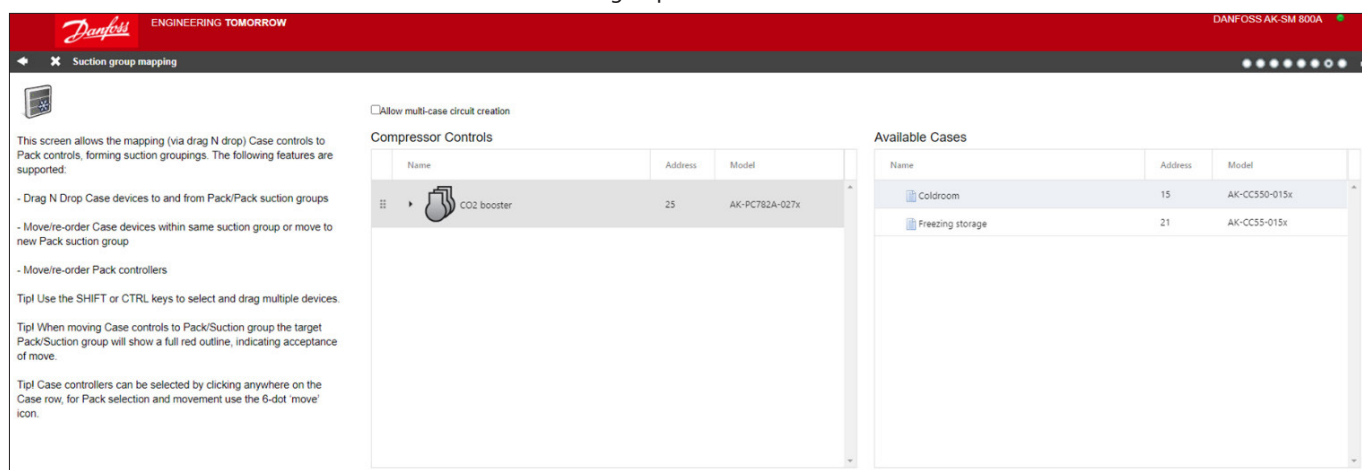 Danfoss
ENGINEERING TOMORROW
DANFOSS AK-SM 800A
Suction group mapping
This screen allows the mapping (via drag N drop) Case controls to
Pack controls, forming suction groupings. The following features are
supported:
- Drag N Drop Case devices to and from Pack/Pack suction groups
- Move/re-order Case devices within same suction group or move to
new Pack suction group
- Move/re-order Pack controllers
Tip! Use the SHIFT or CTRL keys to select and drag multiple devices.
Tip! When moving Case controls to Pack/Suction group the target
Pack/Suction group will show a full red outline, indicating acceptance
of move.
Tip! Case controllers can be selected by clicking anywhere on the
Case row, for Pack selection and movement use the 6-dot 'move'
icon.
Allow multi-case circuit creation
Compressor Controls
Name Address Model
CO2 booster 25 AK-PC782A-027x
Available Cases
Name Address Model
Coldroom 15 AK-CC550-015x
Freezing storage 21 AK-CC55-015x